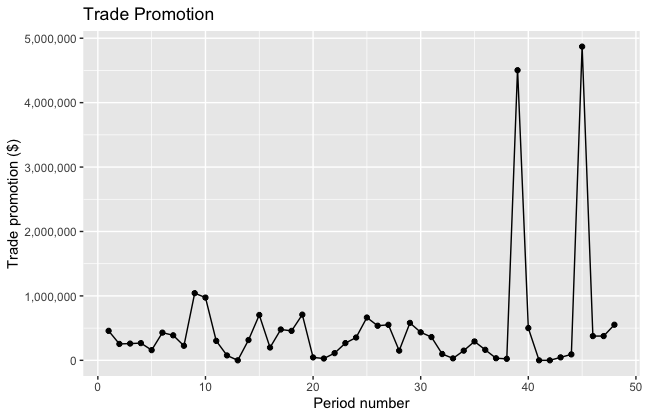 Trade Promotion
5,000,000
4,000,000
3,000,000
2,000,000
1,000,000
0
Trade promotion ($)
0 10 20 30 40 50
Period number